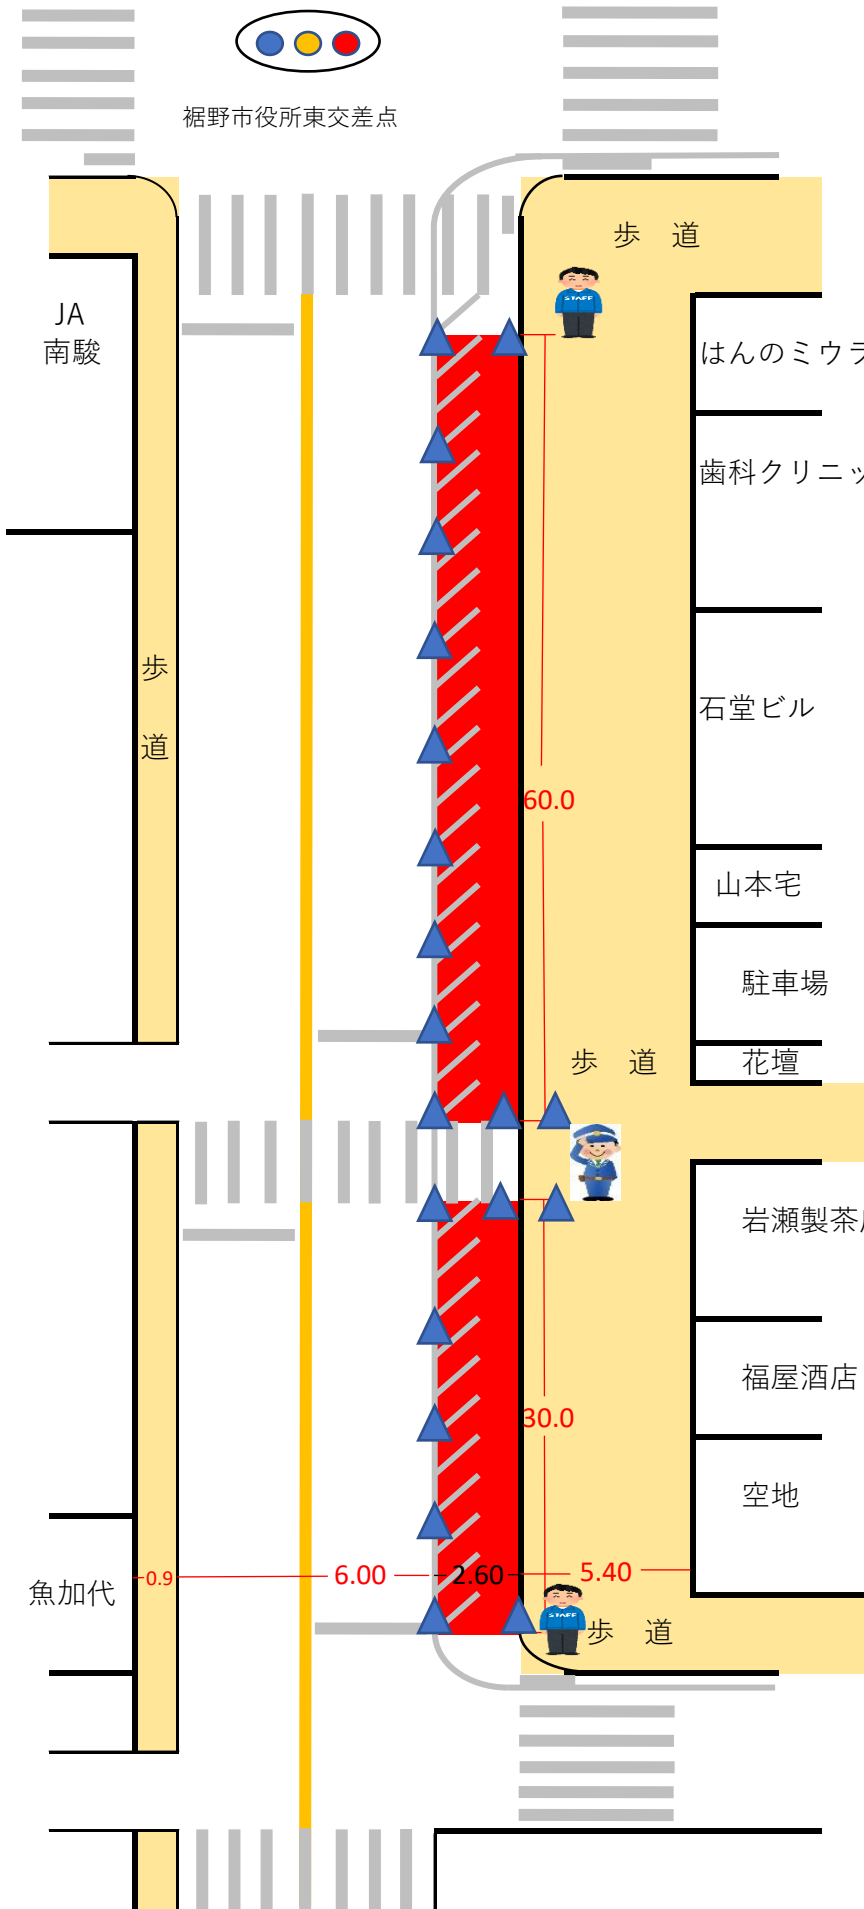 裾野市役所東交差点
歩 道
STAFF
JA
南駿
はんのミウラ
歯科クリニッ
歩
道
石堂ビル
60.0
山本宅
駐車場
歩 道
花壇
岩瀬製茶
福屋酒店
30.0
空地
魚加代
0.9
6.00
2.60
5.40
STAFF
歩 道